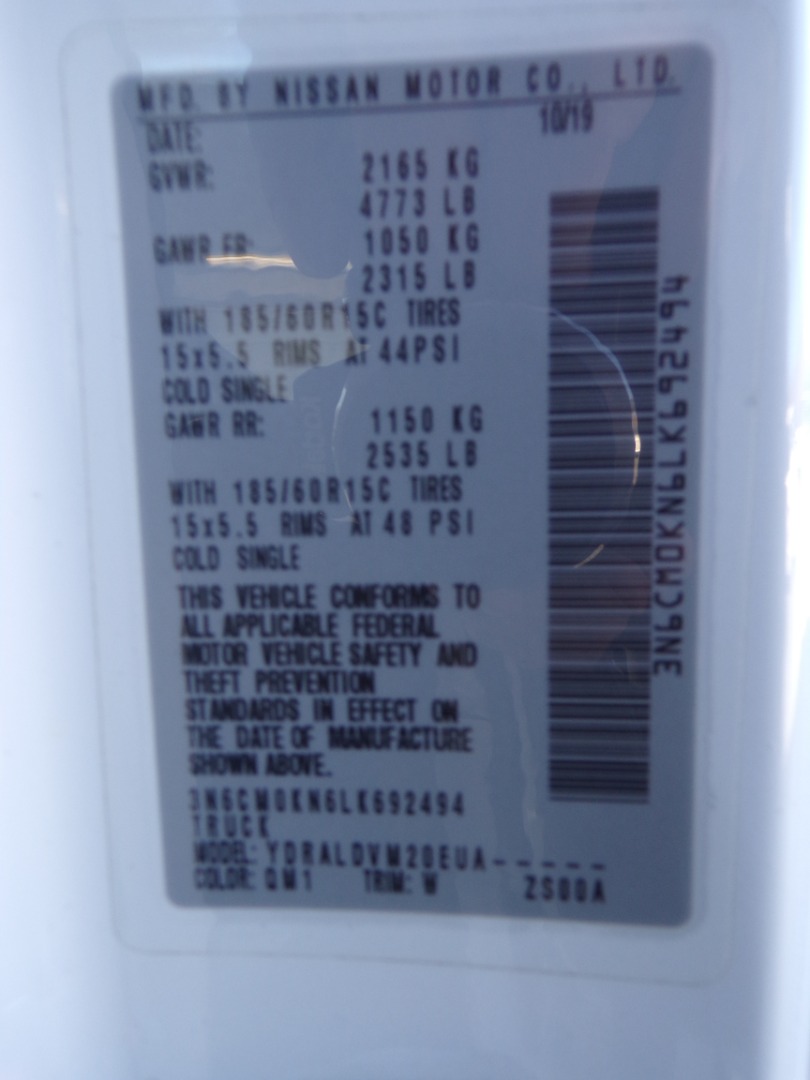 MFD. BY NISSAN MOTOR CO., LTD.
DATE: 10/19
GVWR: 2165 KG
4773 LB
GAWR FR: 1050 KG
2315 LB
WITH 185/60R15C TIRES
15x5.5 RIMS AT 44PSI
COLD SINGLE
GAWR RR: 1150 KG
2535 LB
WITH 185/60R15C TIRES
15x5.5 RIMS AT 48 PSI
COLD SINGLE
THIS VEHICLE CONFORMS TO
ALL APPLICABLE FEDERAL
MOTOR VEHICLE SAFETY AND
THEFT PREVENTION
STANDARDS IN EFFECT ON
THE DATE OF MANUFACTURE
SHOWN ABOVE.
3N6CM0KN6LK692494
TRUCK
MODEL: YDRALDVM20EUA-----
COLOR: QM1 TRIM: W ZS00A
3N6CM0KN6LK692494